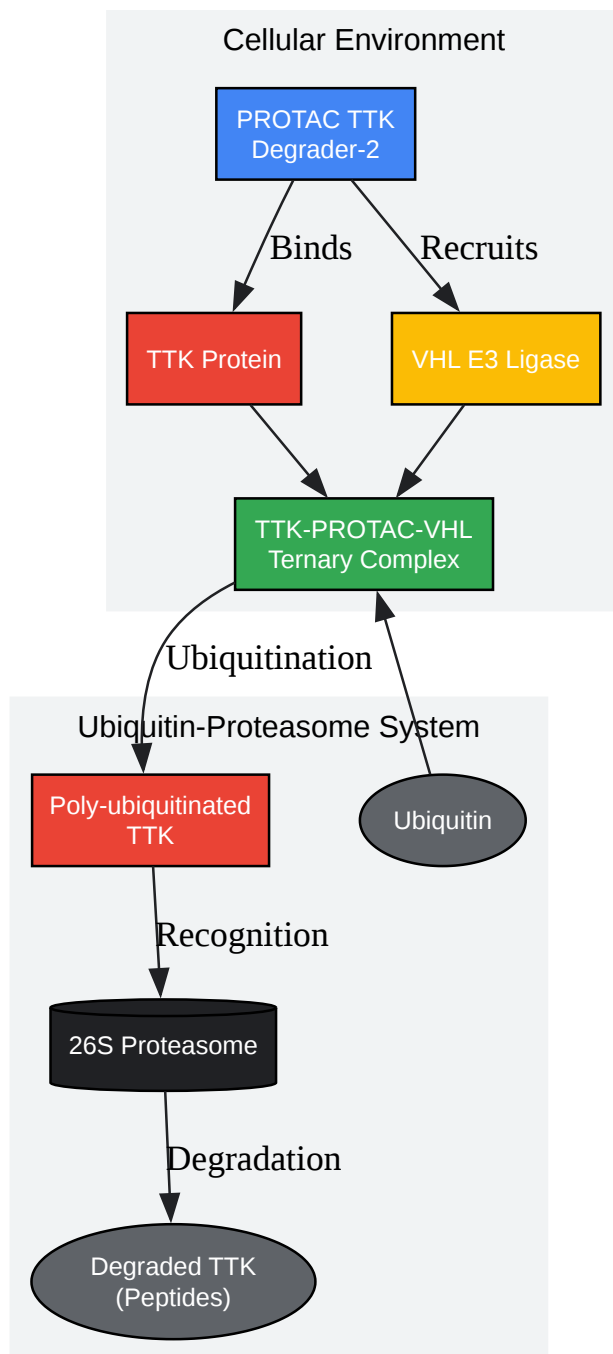 Cellular Environment
PROTAC TTK
Degrader-2
Binds
Recruits
TTK Protein
VHL E3 Ligase
TTK-PROTAC-VHL
Ternary Complex
Ubiquitination
Ubiquitin-Proteasome System
Poly-ubiquitinated
TTK
Ubiquitin
Recognition
26S Proteasome
Degradation
Degraded TTK
(Peptides)